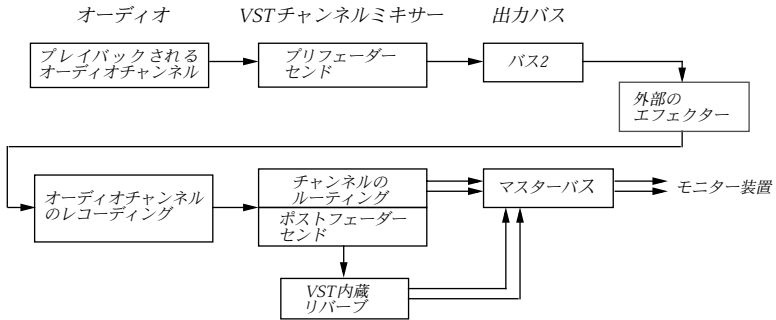 オーディオ
VSTチャンネルミキサー
出力バス
プレイバックされる
オーディオチャンネル
プリフェーダー
センド
バス2
外部の
エフェクター
オーディオチャンネル
のレコーディング
チャンネルの
ルーティング
ポストフェーダー
センド
マスターバス
モニター装置
VST内蔵
リバーブ